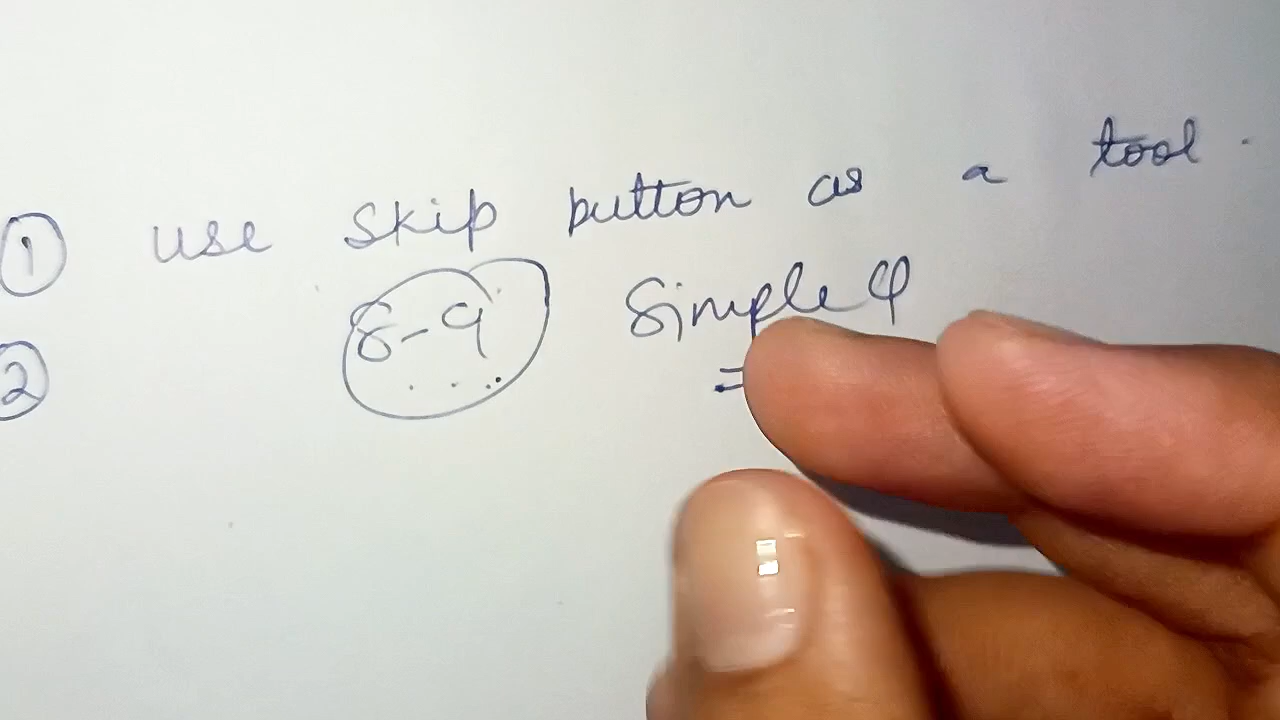 ① use skip button as a tool.
8-9 Simple φ
②
=